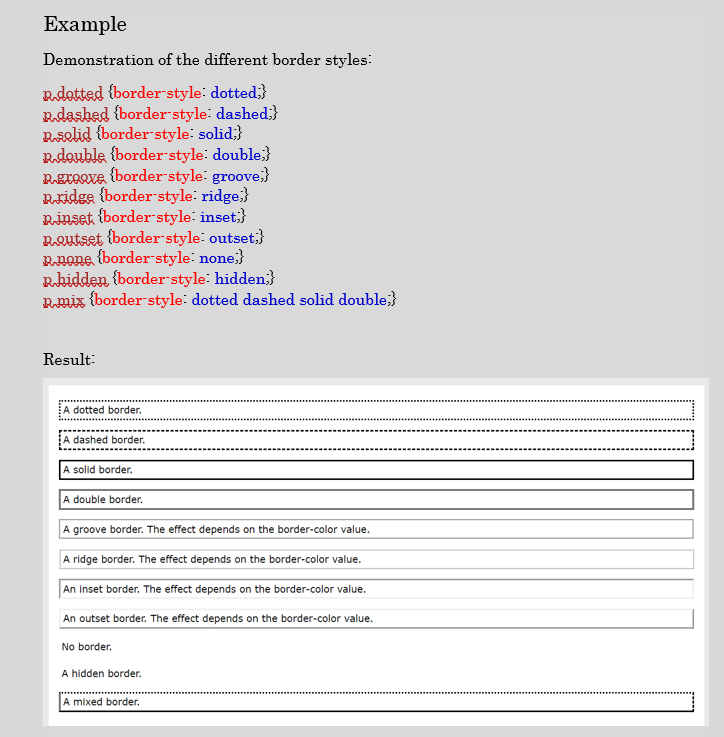 Example
Demonstration of the different border styles:
p.dotted {border-style: dotted;}
p.dashed {border-style: dashed;}
p.solid {border-style: solid;}
p.double {border-style: double;}
p.groove {border-style: groove;}
p.ridge {border-style: ridge;}
p.inset {border-style: inset;}
p.outset {border-style: outset;}
p.none {border-style: none;}
p.hidden {border-style: hidden;}
p.mix {border-style: dotted dashed solid double;}
Result:
A dotted border.
A dashed border.
A solid border.
A double border.
A groove border. The effect depends on the border-color value.
A ridge border. The effect depends on the border-color value.
An inset border. The effect depends on the border-color value.
An outset border. The effect depends on the border-color value.
No border.
A hidden border.
A mixed border.